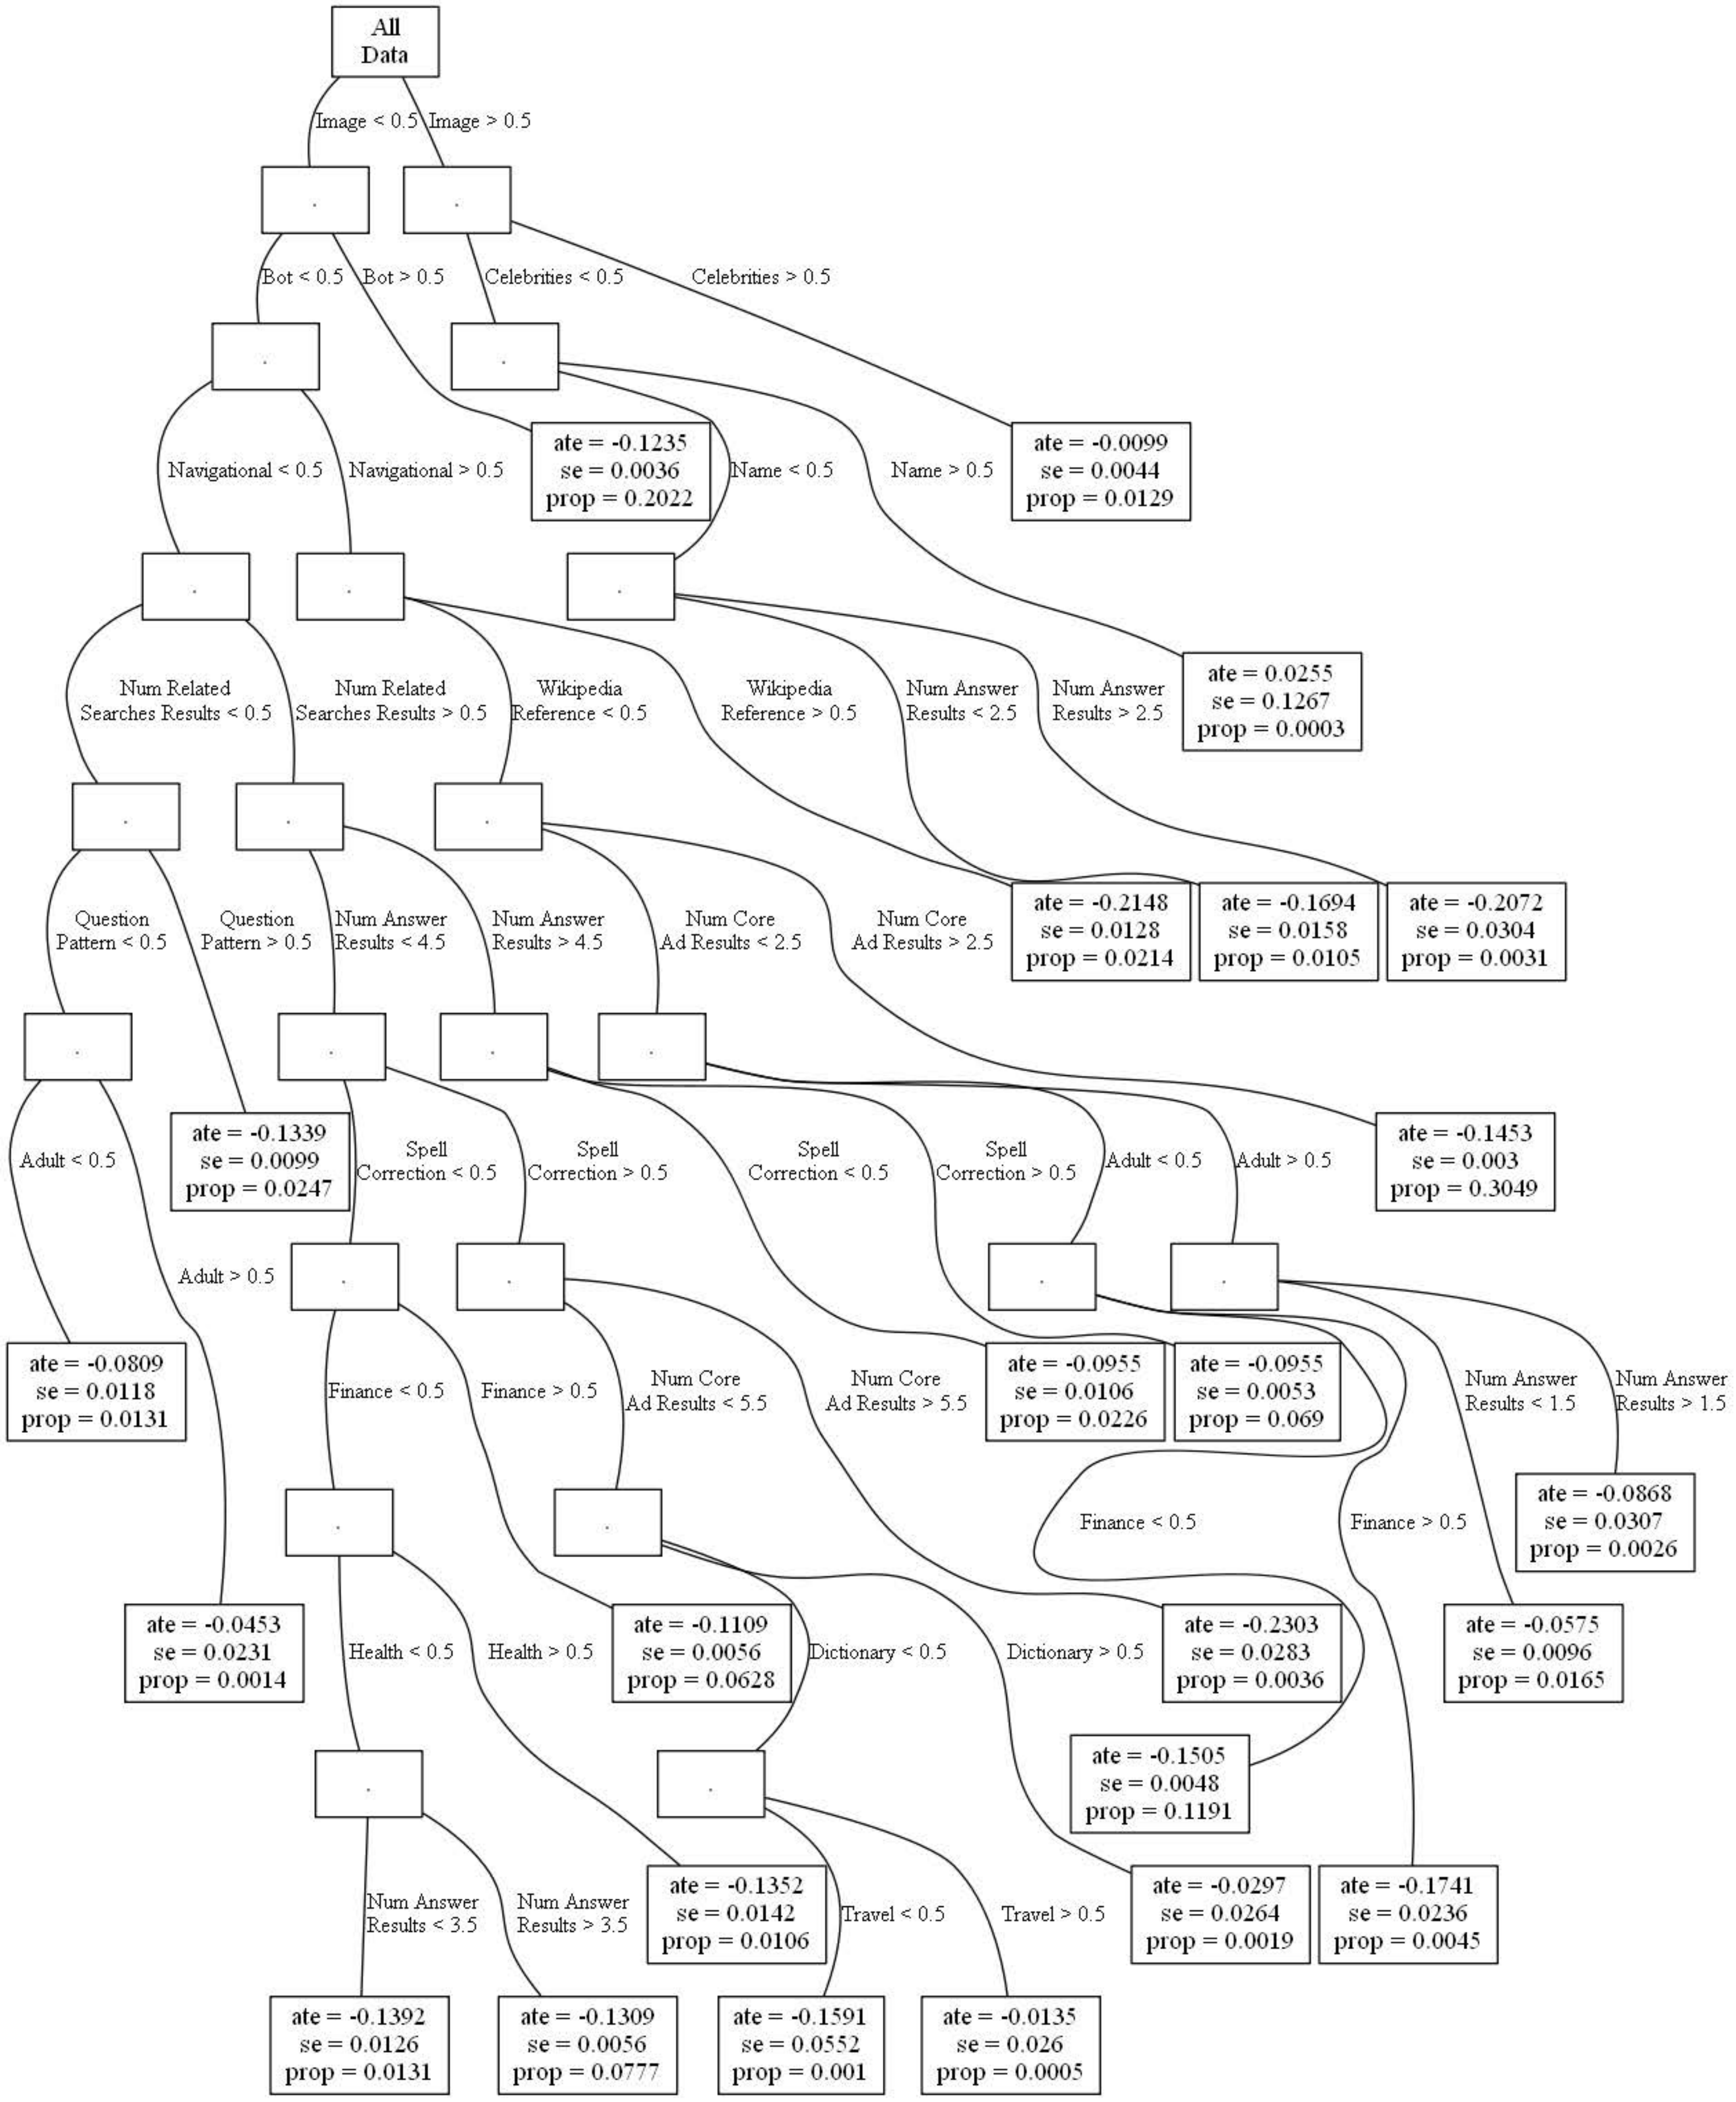 All
Data
Image < 0.5
Image > 0.5
.
.
Bot < 0.5
Bot > 0.5
Celebrities < 0.5
Celebrities > 0.5
.
.
ate = -0.1235
se = 0.0036
prop = 0.2022
ate = -0.0099
se = 0.0044
prop = 0.0129
Navigational < 0.5
Navigational > 0.5
Name < 0.5
Name > 0.5
.
.
.
ate = 0.0255
se = 0.1267
prop = 0.0003
Num Related
Searches Results < 0.5
Num Related
Searches Results > 0.5
Wikipedia
Reference < 0.5
Wikipedia
Reference > 0.5
Num Answer
Results < 2.5
Num Answer
Results > 2.5
.
.
.
ate = -0.2148
se = 0.0128
prop = 0.0214
ate = -0.1694
se = 0.0158
prop = 0.0105
ate = -0.2072
se = 0.0304
prop = 0.0031
Question
Pattern < 0.5
Question
Pattern > 0.5
Num Answer
Results < 4.5
Num Answer
Results > 4.5
Num Core
Ad Results < 2.5
Num Core
Ad Results > 2.5
.
.
.
.
ate = -0.1339
se = 0.0099
prop = 0.0247
ate = -0.1453
se = 0.003
prop = 0.3049
Adult < 0.5
Adult > 0.5
Spell
Correction < 0.5
Spell
Correction > 0.5
Spell
Correction < 0.5
Spell
Correction > 0.5
Adult < 0.5
Adult > 0.5
.
.
.
.
ate = -0.0809
se = 0.0118
prop = 0.0131
ate = -0.0955
se = 0.0106
prop = 0.0226
ate = -0.0955
se = 0.0053
prop = 0.069
Finance < 0.5
Finance > 0.5
Num Core
Ad Results < 5.5
Num Core
Ad Results > 5.5
Num Answer
Results < 1.5
Num Answer
Results > 1.5
.
.
Finance < 0.5
Finance > 0.5
ate = -0.0868
se = 0.0307
prop = 0.0026
ate = -0.0453
se = 0.0231
prop = 0.0014
ate = -0.1109
se = 0.0056
prop = 0.0628
ate = -0.2303
se = 0.0283
prop = 0.0036
ate = -0.0575
se = 0.0096
prop = 0.0165
Health < 0.5
Health > 0.5
Dictionary < 0.5
Dictionary > 0.5
.
.
ate = -0.1505
se = 0.0048
prop = 0.1191
ate = -0.1352
se = 0.0142
prop = 0.0106
ate = -0.0297
se = 0.0264
prop = 0.0019
ate = -0.1741
se = 0.0236
prop = 0.0045
Num Answer
Results < 3.5
Num Answer
Results > 3.5
Travel < 0.5
Travel > 0.5
ate = -0.1392
se = 0.0126
prop = 0.0131
ate = -0.1309
se = 0.0056
prop = 0.0777
ate = -0.1591
se = 0.0552
prop = 0.001
ate = -0.0135
se = 0.026
prop = 0.0005